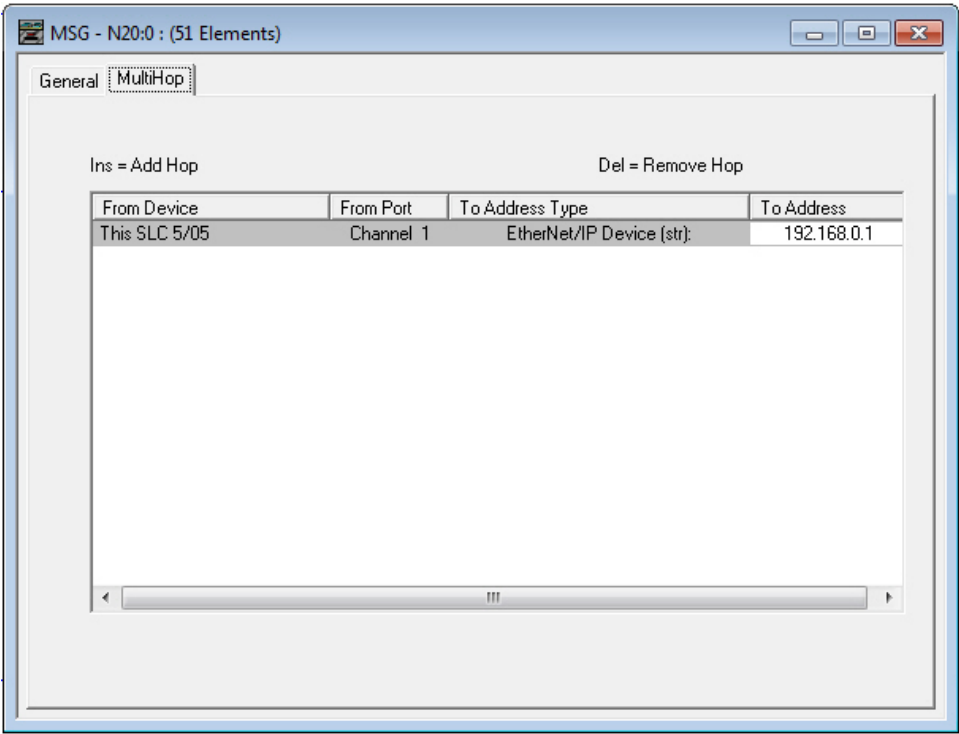 MSG - N20:0 : (51 Elements)
General MultiHop
Ins = Add Hop Del = Remove Hop
From Device From Port To Address Type To Address
This SLC 5/05 Channel 1 EtherNet/IP Device (str): 192.168.0.1